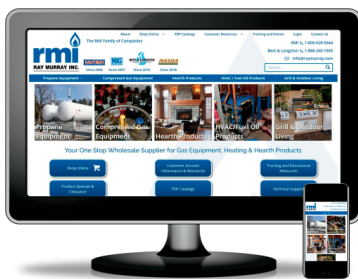 About Shop Online PDF Catalogs Customer Resources Training and Events Login Contact Us
The RMI Family of Companies
RMI 1-800-628-5044
info@raymurray.com
rmi
RAY MURRAY INC.
Search...
Propane Equipment Compressed Gas Equipment Hearth Products HVAC / Fuel Oil Products Grill & Outdoor Living
Propane Equipment
Compressed Gas Equipment
Hearth Products
HVAC/Fuel Oil Products
Grill & Outdoor Living
Your One Stop Wholesale Supplier for Gas Equipment, Heating & Hearth Products
Shop Online
Customer Account
Information & Resources
Training and Educational
Resources
Product Specials &
Clearance
PDF Catalogs
Technical Support
rmi